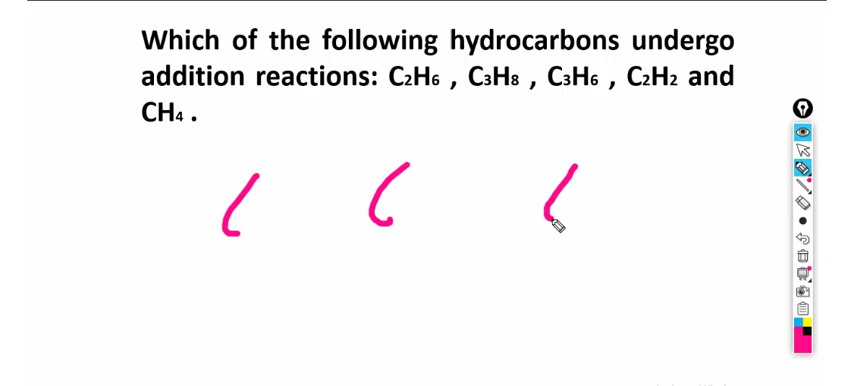 Which of the following hydrocarbons undergo
addition reactions: C₂H₆ , C₃H₈ , C₃H₆ , C₂H₂ and
CH₄ .